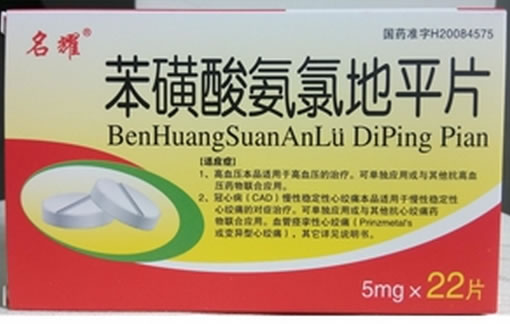 名耀®
国药准字H20084575
苯磺酸氨氯地平片
BenHuangSuanAnLü DiPing Pian
[适应症]
1、高血压本品适用于高血压的治疗。可单独应用或与其他抗高血
压药物联合应用。
2、冠心病（CAD）慢性稳定性心绞痛本品适用于慢性稳定性
心绞痛的对症治疗。可单独应用或与其他抗心绞痛药
物联合应用。血管痉挛性心绞痛（Prinzmetal's
或变异型心绞痛）。其它详见说明书。
5mg×22片